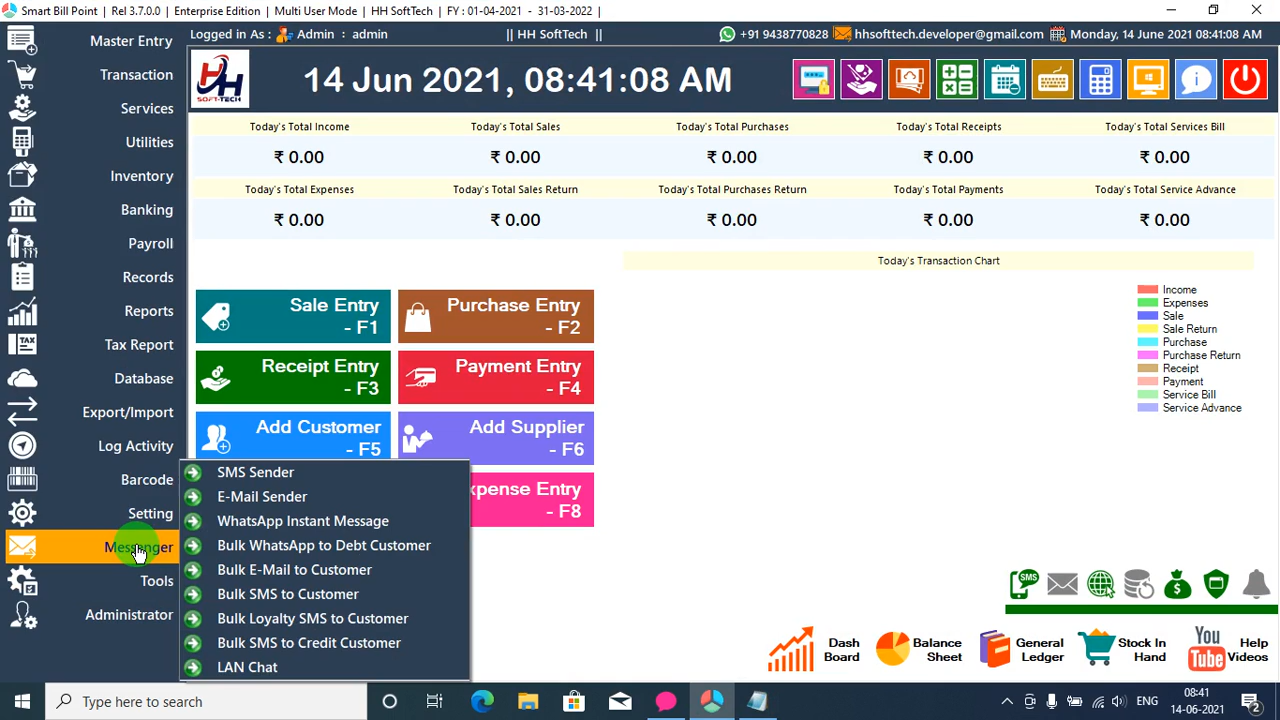 Smart Bill Point | Rel 3.7.0.0 | Enterprise Edition | Multi User Mode | HH SoftTech | FY : 01-04-2021 - 31-03-2022 |
Logged in As : Admin : admin || HH SoftTech || +91 9438770828 hhsofttech.developer@gmail.com Monday, 14 June 2021, 08:41:08 AM
Master Entry
Transaction
Services
Utilities
Inventory
Banking
Payroll
Records
Reports
Tax Report
Database
Export/Import
Log Activity
Barcode
Setting
Messenger
Tools
Administrator
HH
SOFT-TECH
14 Jun 2021, 08:41:08 AM
Today's Total Income Today's Total Sales Today's Total Purchases Today's Total Receipts Today's Total Services Bill
₹ 0.00 ₹ 0.00 ₹ 0.00 ₹ 0.00 ₹ 0.00
Today's Total Expenses Today's Total Sales Return Today's Total Purchases Return Today's Total Payments Today's Total Service Advance
₹ 0.00 ₹ 0.00 ₹ 0.00 ₹ 0.00 ₹ 0.00
Today's Transaction Chart
Sale Entry
- F1
Purchase Entry
- F2
Receipt Entry
- F3
Payment Entry
- F4
Add Customer
- F5
Add Supplier
- F6
xpense Entry
- F8
SMS Sender
E-Mail Sender
WhatsApp Instant Message
Bulk WhatsApp to Debt Customer
Bulk E-Mail to Customer
Bulk SMS to Customer
Bulk Loyalty SMS to Customer
Bulk SMS to Credit Customer
LAN Chat
Income
Expenses
Sale
Sale Return
Purchase
Purchase Return
Receipt
Payment
Service Bill
Service Advance
SMS
Dash
Board
Balance
Sheet
General
Ledger
Stock In
Hand
You
Tube
Help
Videos
Type here to search
ENG
08:41
14-06-2021
2